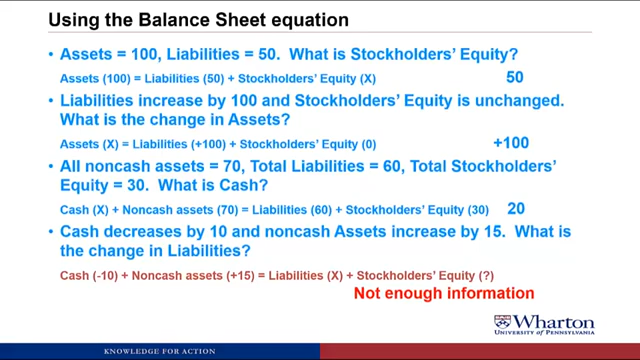 Using the Balance Sheet equation
• Assets = 100, Liabilities = 50. What is Stockholders' Equity?
Assets (100) = Liabilities (50) + Stockholders' Equity (X) 50
• Liabilities increase by 100 and Stockholders' Equity is unchanged.
What is the change in Assets?
Assets (X) = Liabilities (+100) + Stockholders' Equity (0) +100
• All noncash assets = 70, Total Liabilities = 60, Total Stockholders'
Equity = 30. What is Cash?
Cash (X) + Noncash assets (70) = Liabilities (60) + Stockholders' Equity (30) 20
• Cash decreases by 10 and noncash Assets increase by 15. What is
the change in Liabilities?
Cash (-10) + Noncash assets (+15) = Liabilities (X) + Stockholders' Equity (?)
Not enough information
Wharton
UNIVERSITY of PENNSYLVANIA
KNOWLEDGE FOR ACTION